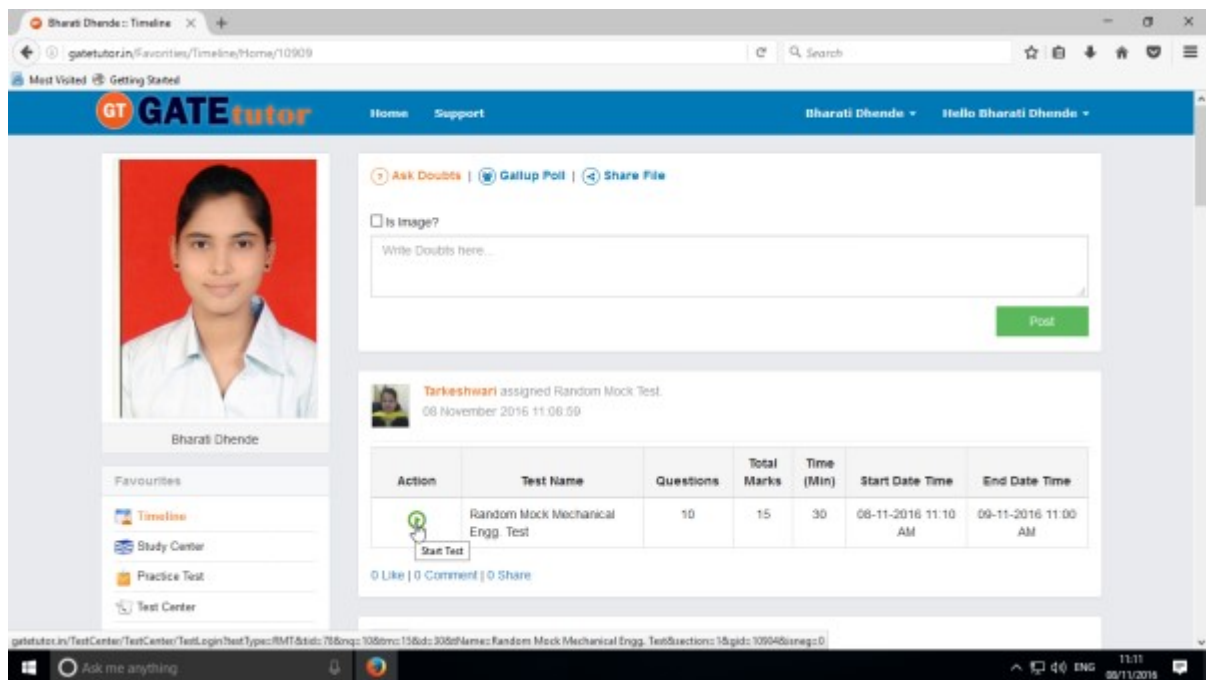 Bharati Dhende :: Timeline
gatetutor.in/Favorities/Timeline/Home/10909
Search
Most Visited Getting Started
GT GATEtutor Home Support Bharati Dhende Hello Bharati Dhende
Ask Doubts | Gallup Poll | Share File
Is Image?
Write Doubts here...
Post
Tarkeshwari assigned Random Mock Test.
08 November 2016 11:08:59
Bharati Dhende
Favourites
Timeline
Study Center
Practice Test
Test Center
Action Test Name Questions Total Marks Time (Min) Start Date Time End Date Time
Random Mock Mechanical Engg. Test 10 15 30 08-11-2016 11:10 AM 09-11-2016 11:00 AM
Start Test
0 Like | 0 Comment | 0 Share
Ask me anything
ENG
11:11
08/11/2016